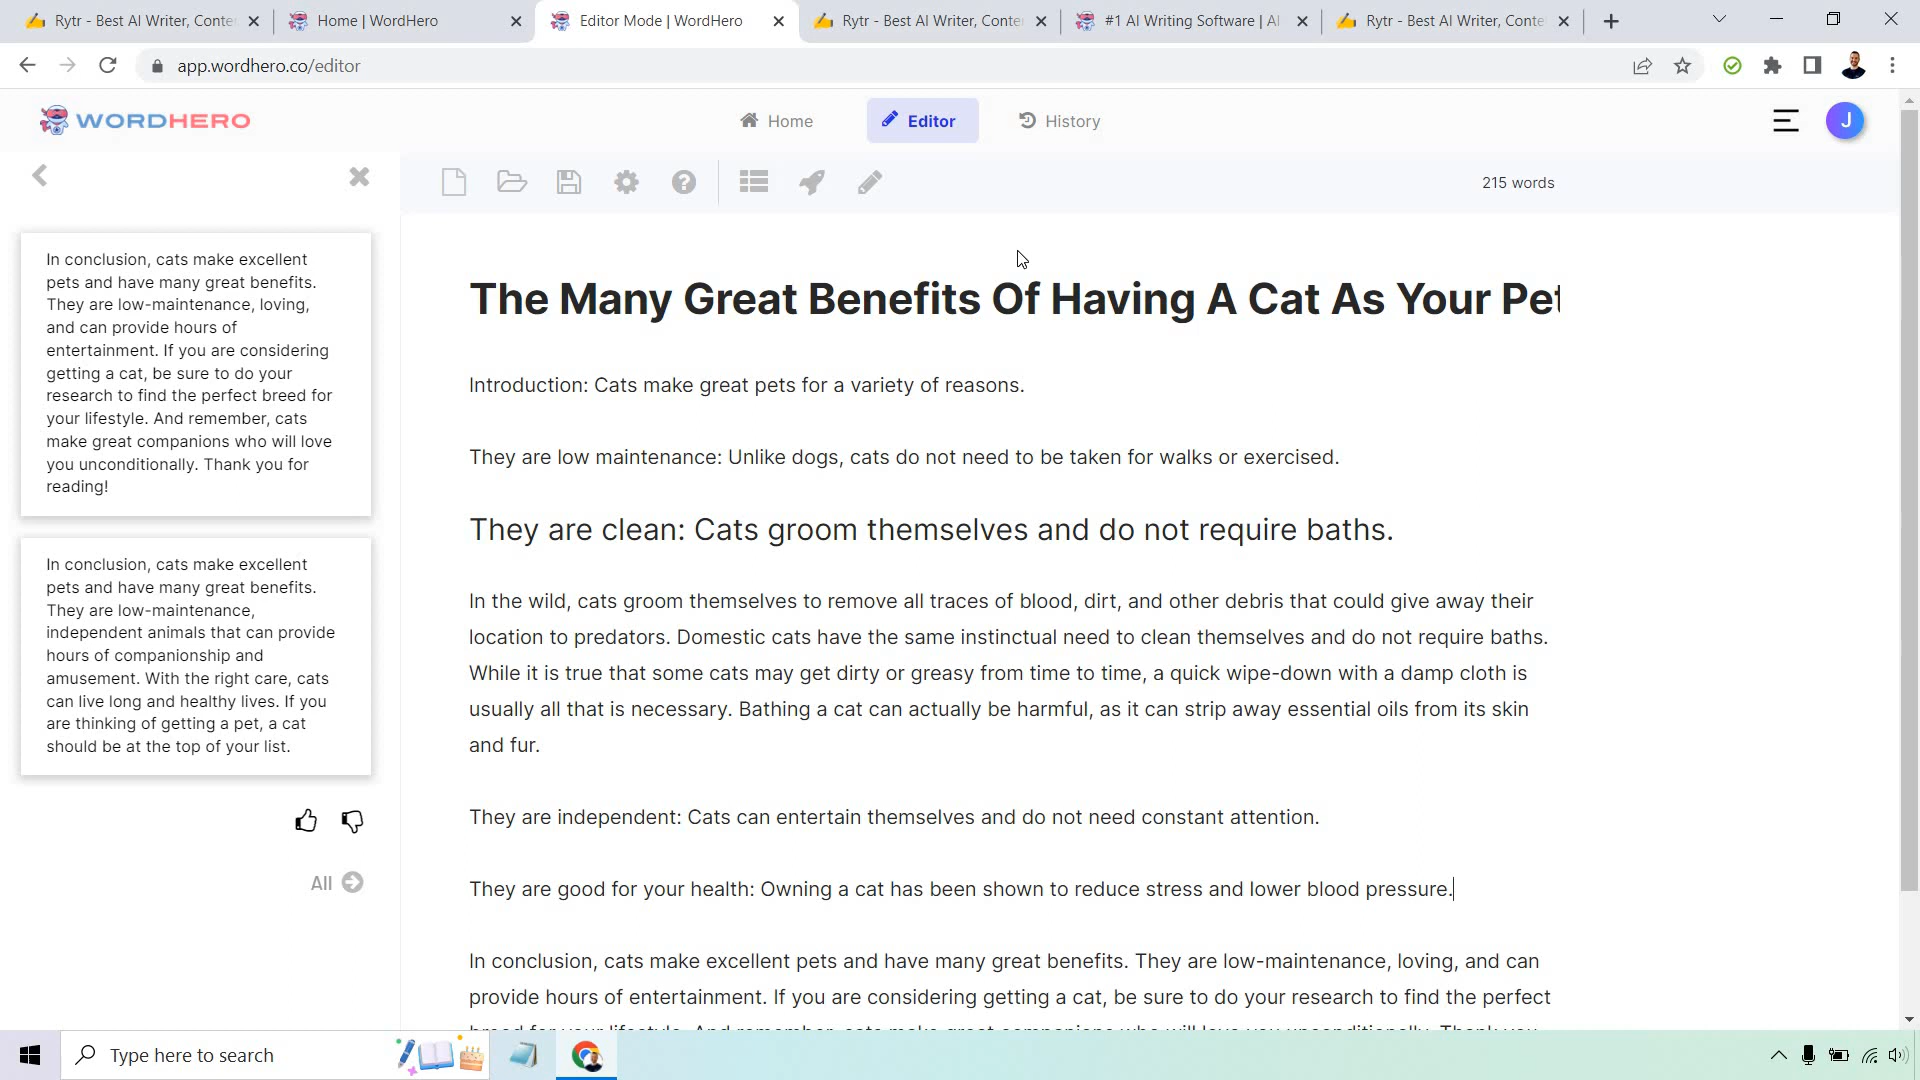 Rytr - Best AI Writer, Conte
Home | WordHero
Editor Mode | WordHero
Rytr - Best AI Writer, Conte
#1 AI Writing Software | AI
Rytr - Best AI Writer, Conte
app.wordhero.co/editor
WORDHERO
Home
Editor
History
J
215 words
In conclusion, cats make excellent
pets and have many great benefits.
They are low-maintenance, loving,
and can provide hours of
entertainment. If you are considering
getting a cat, be sure to do your
research to find the perfect breed for
your lifestyle. And remember, cats
make great companions who will love
you unconditionally. Thank you for
reading!
In conclusion, cats make excellent
pets and have many great benefits.
They are low-maintenance,
independent animals that can provide
hours of companionship and
amusement. With the right care, cats
can live long and healthy lives. If you
are thinking of getting a pet, a cat
should be at the top of your list.
All
The Many Great Benefits Of Having A Cat As Your Pet
Introduction: Cats make great pets for a variety of reasons.
They are low maintenance: Unlike dogs, cats do not need to be taken for walks or exercised.
They are clean: Cats groom themselves and do not require baths.
In the wild, cats groom themselves to remove all traces of blood, dirt, and other debris that could give away their
location to predators. Domestic cats have the same instinctual need to clean themselves and do not require baths.
While it is true that some cats may get dirty or greasy from time to time, a quick wipe-down with a damp cloth is
usually all that is necessary. Bathing a cat can actually be harmful, as it can strip away essential oils from its skin
and fur.
They are independent: Cats can entertain themselves and do not need constant attention.
They are good for your health: Owning a cat has been shown to reduce stress and lower blood pressure.
In conclusion, cats make excellent pets and have many great benefits. They are low-maintenance, loving, and can
provide hours of entertainment. If you are considering getting a cat, be sure to do your research to find the perfect
breed for your lifestyle. And remember, cats make great companions who will love you unconditionally. Thank you
Type here to search